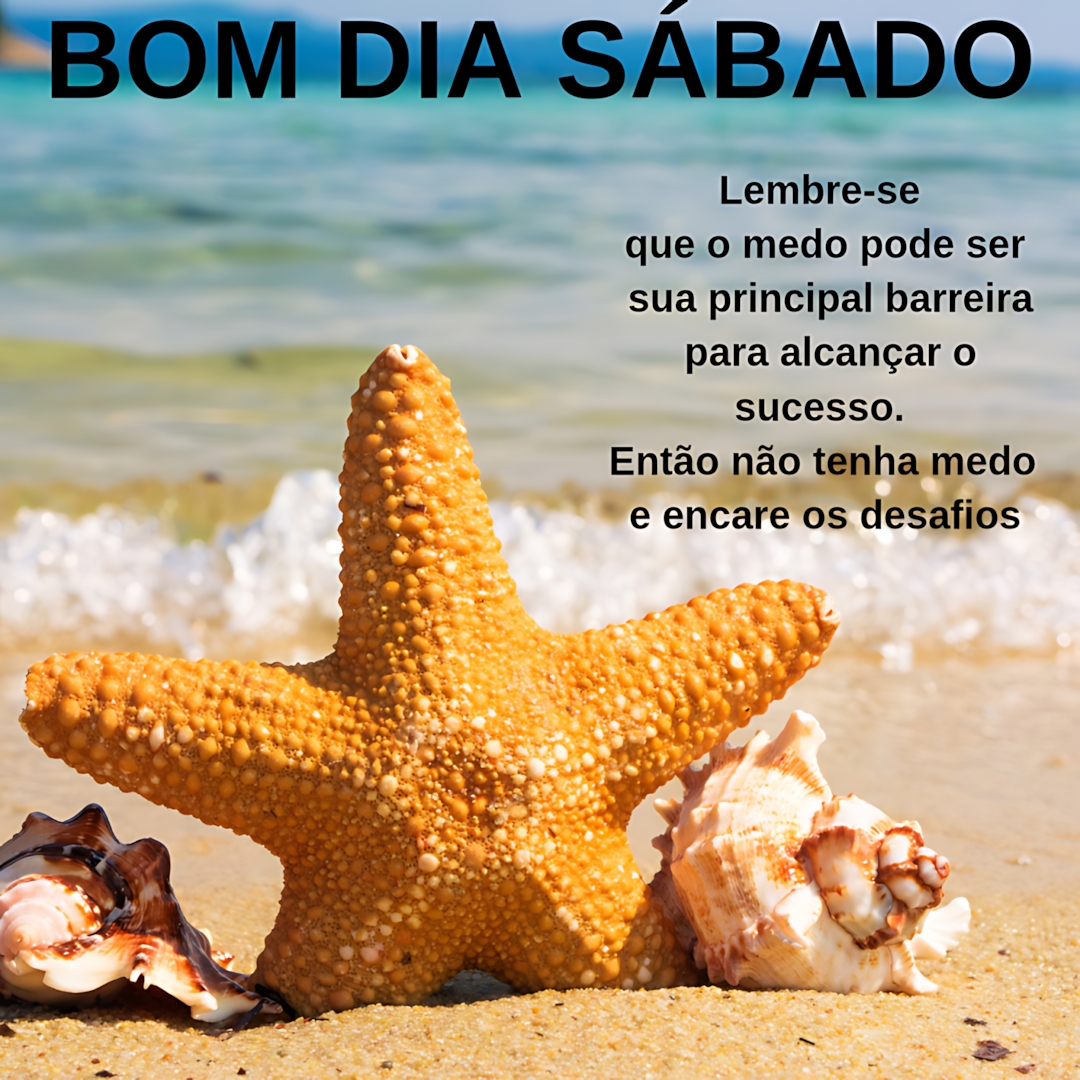 BOM DIA SÁBADO
Lembre-se
que o medo pode ser
sua principal barreira
para alcançar o
sucesso.
Então não tenha medo
e encare os desafios